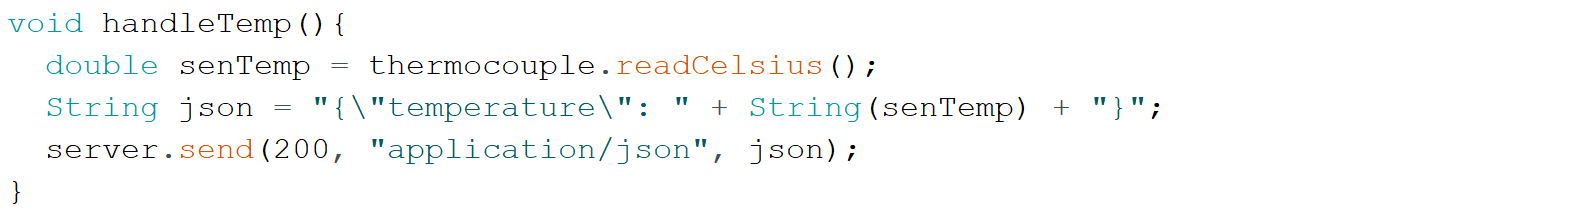 void handleTemp(){
  double senTemp = thermocouple.readCelsius();
  String json = "{\"temperature\": " + String(senTemp) + "}";
  server.send(200, "application/json", json);
}